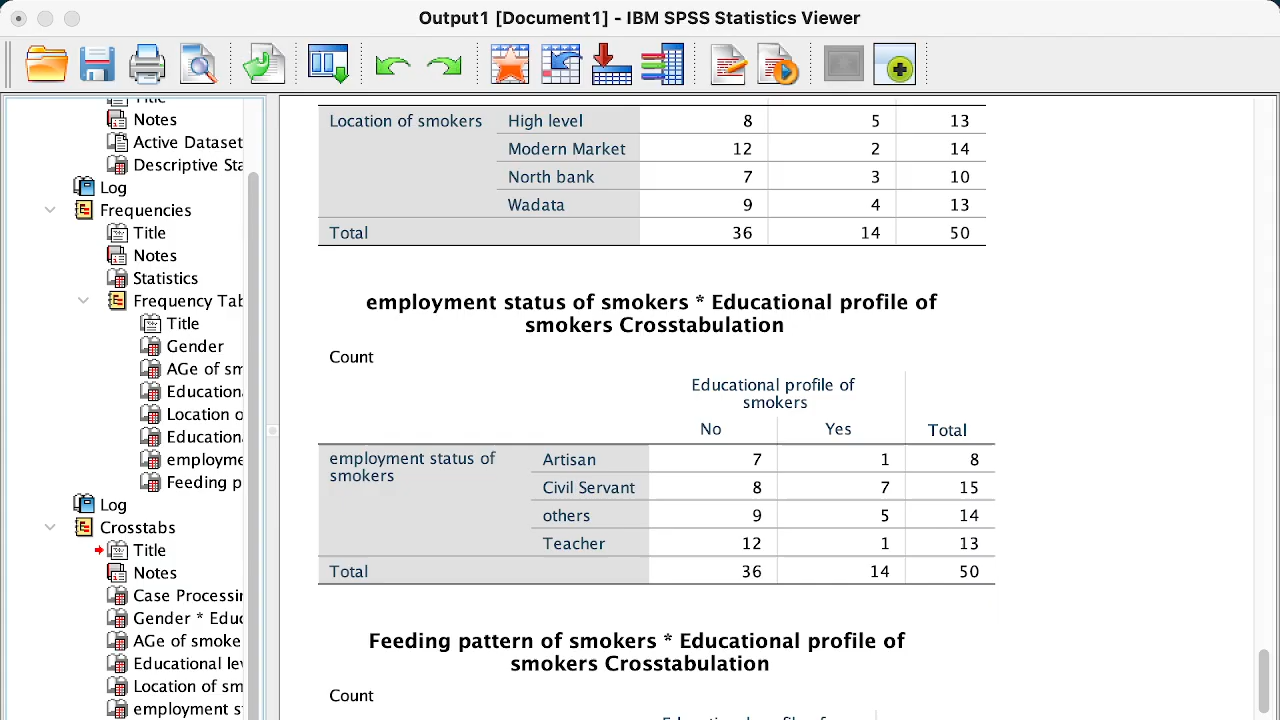 Output1 [Document1] - IBM SPSS Statistics Viewer
Title
Notes
Active Dataset
Descriptive Sta
Log
Frequencies
Title
Notes
Statistics
Frequency Tab
Title
Gender
AGe of sm
Education
Location o
Education
employme
Feeding p
Log
Crosstabs
Title
Notes
Case Processin
Gender * Educ
AGe of smoke
Educational lev
Location of sm
employment s
Location of smokers High level 8 5 13
Modern Market 12 2 14
North bank 7 3 10
Wadata 9 4 13
Total 36 14 50
employment status of smokers * Educational profile of
smokers Crosstabulation
Count
Educational profile of
smokers
No Yes Total
employment status of
smokers
Artisan 7 1 8
Civil Servant 8 7 15
others 9 5 14
Teacher 12 1 13
Total 36 14 50
Feeding pattern of smokers * Educational profile of
smokers Crosstabulation
Count